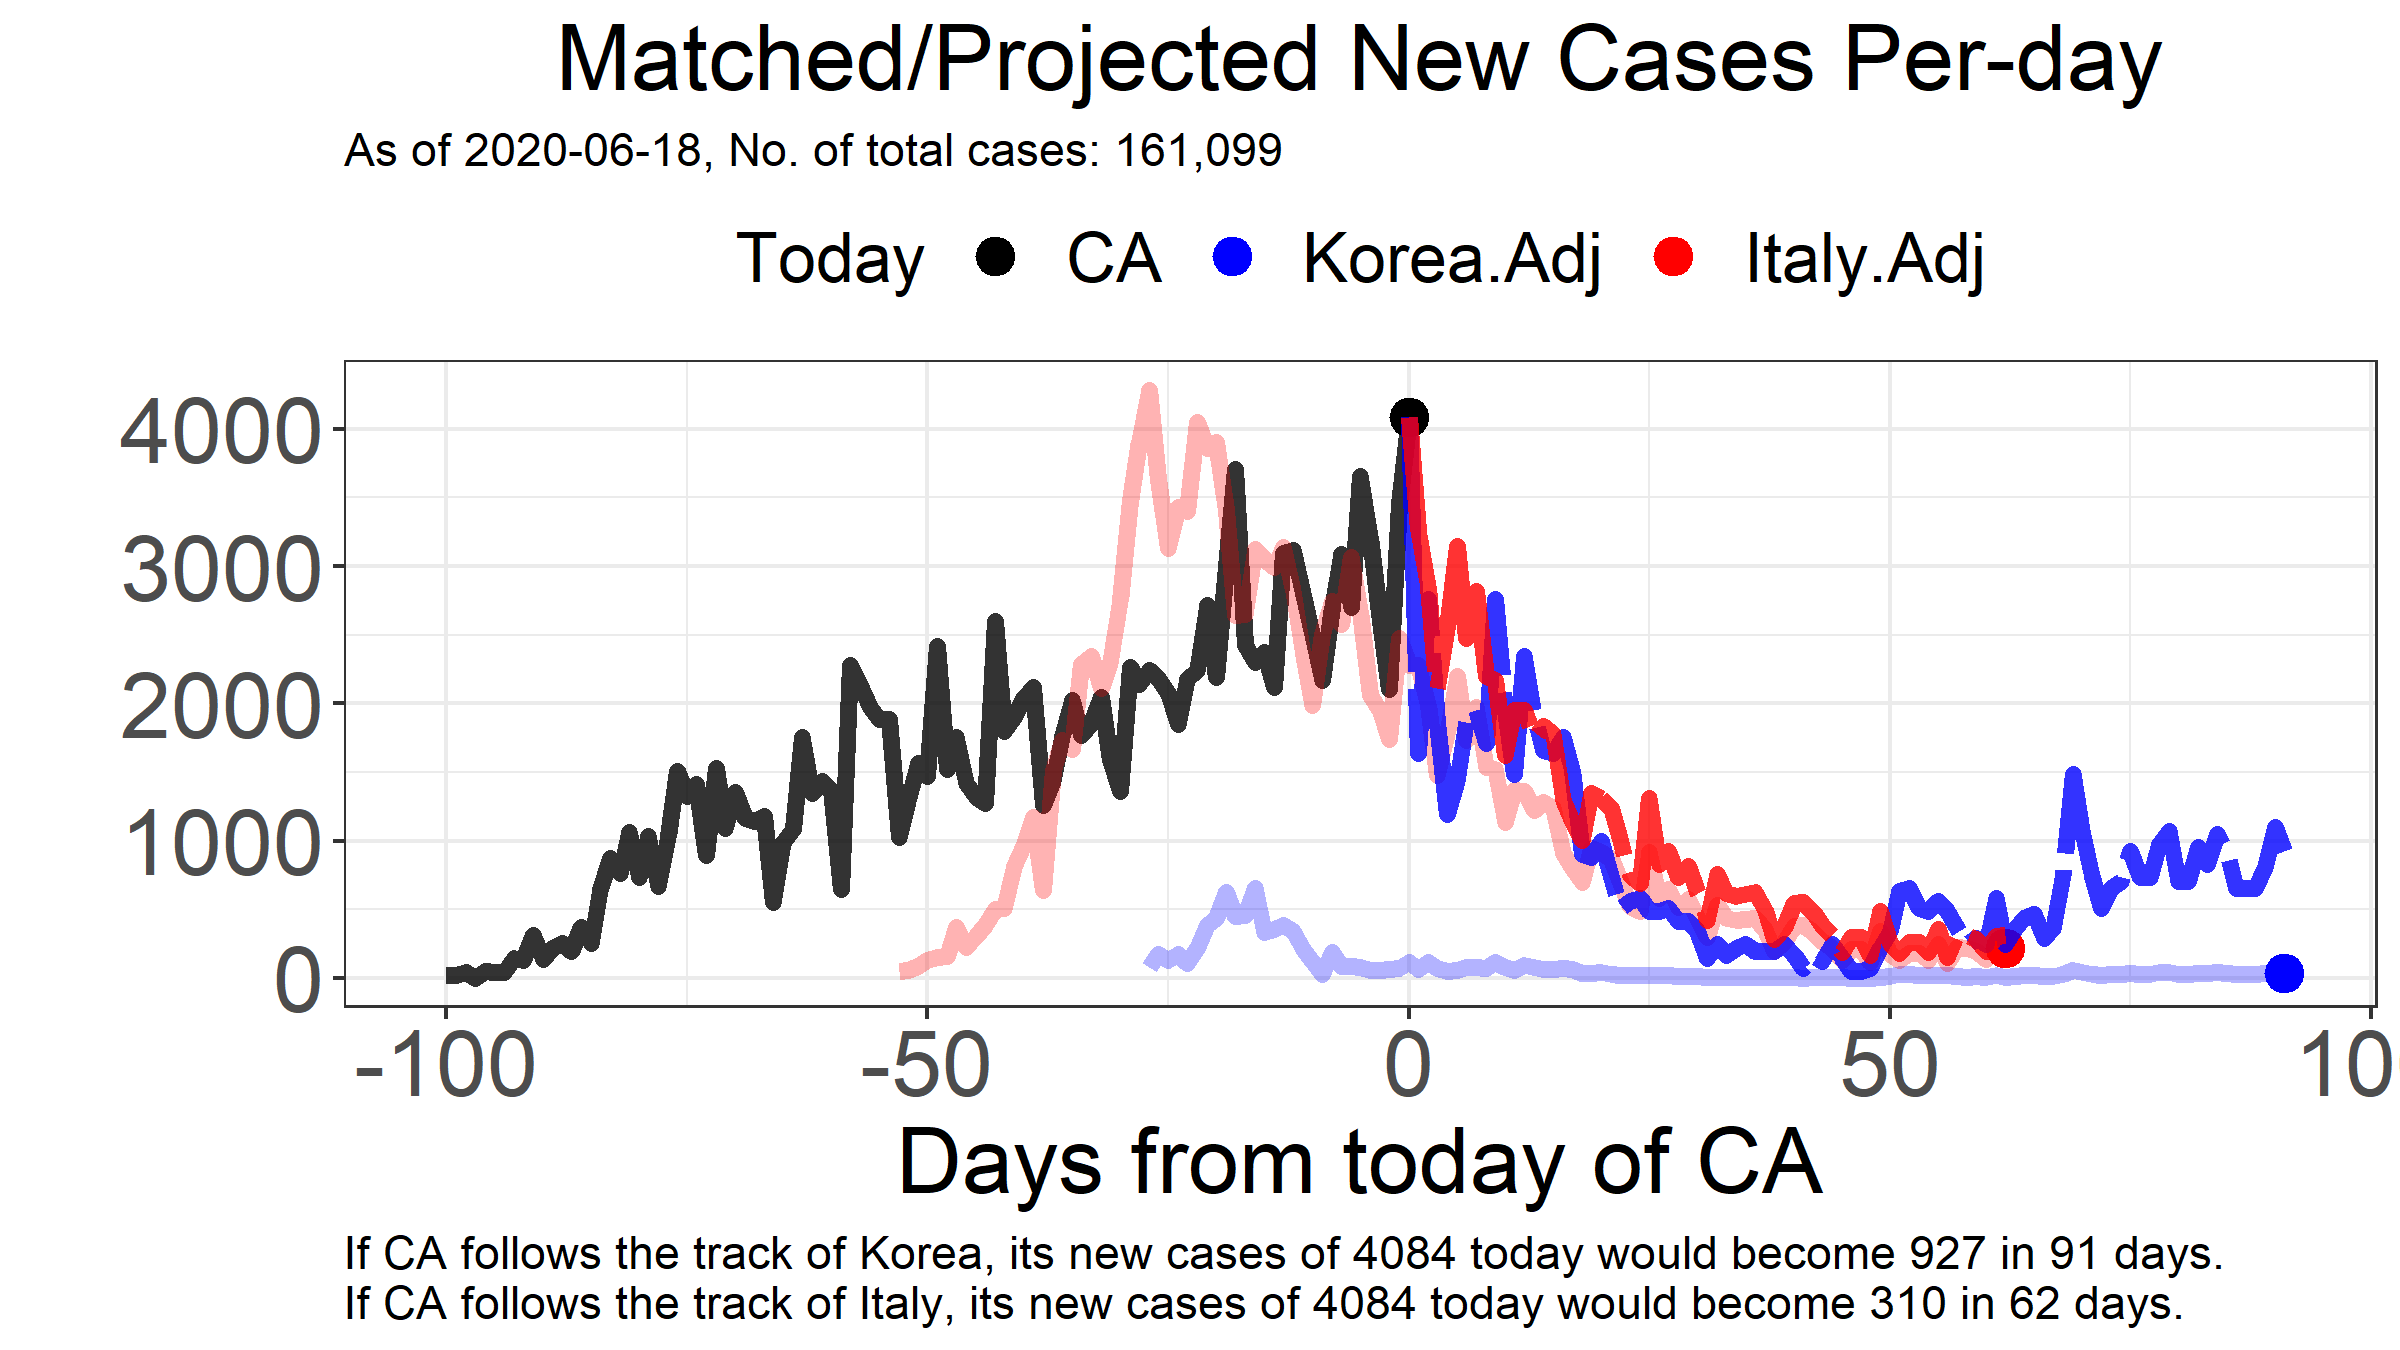 Matched/Projected New Cases Per-day
As of 2020-06-18, No. of total cases: 161,099
Today CA Korea.Adj Italy.Adj
4000
3000
2000
1000
0
-100 -50 0 50 10
Days from today of CA
If CA follows the track of Korea, its new cases of 4084 today would become 927 in 91 days.
If CA follows the track of Italy, its new cases of 4084 today would become 310 in 62 days.